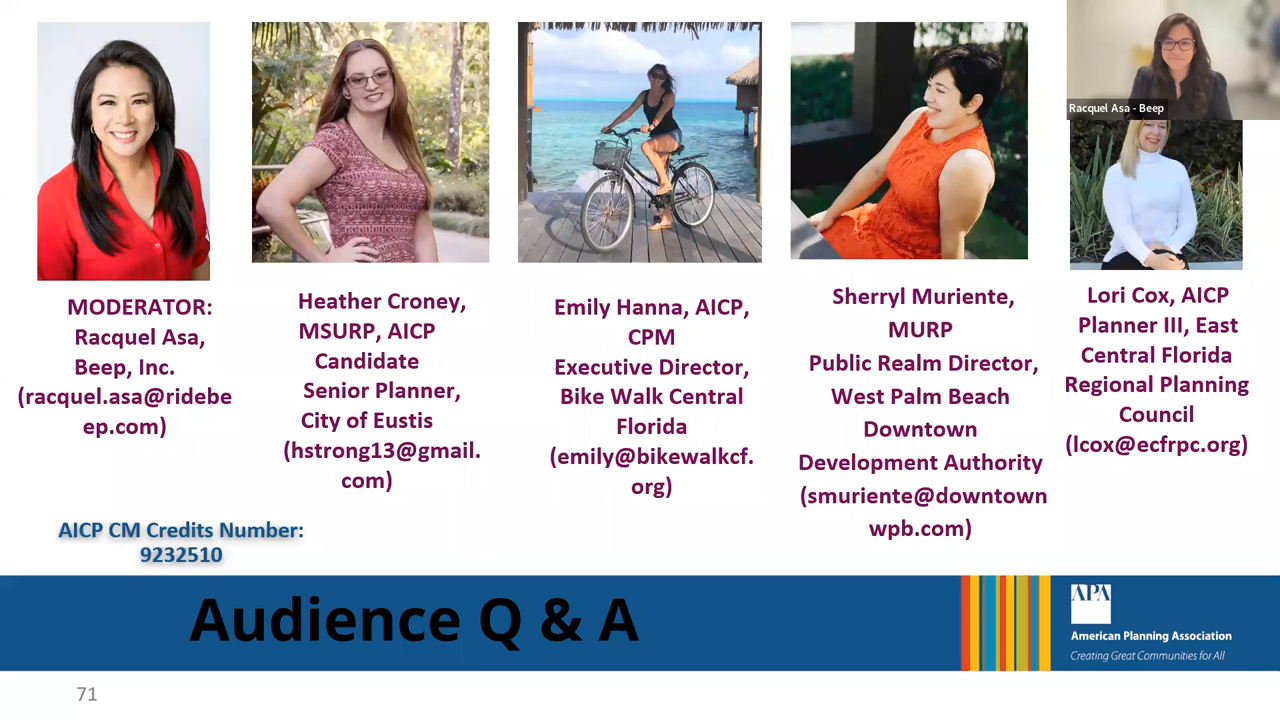 Racquel Asa - Beep
MODERATOR:
Racquel Asa,
Beep, Inc.
(racquel.asa@ridebe
ep.com)
Heather Croney,
MSURP, AICP
Candidate
Senior Planner,
City of Eustis
(hstrong13@gmail.
com)
Emily Hanna, AICP,
CPM
Executive Director,
Bike Walk Central
Florida
(emily@bikewalkcf.
org)
Sherryl Muriente,
MURP
Public Realm Director,
West Palm Beach
Downtown
Development Authority
(smuriente@downtown
wpb.com)
Lori Cox, AICP
Planner III, East
Central Florida
Regional Planning
Council
(lcox@ecfrpc.org)
AICP CM Credits Number:
9232510
Audience Q & A
APA
American Planning Association
Creating Great Communities for All
71